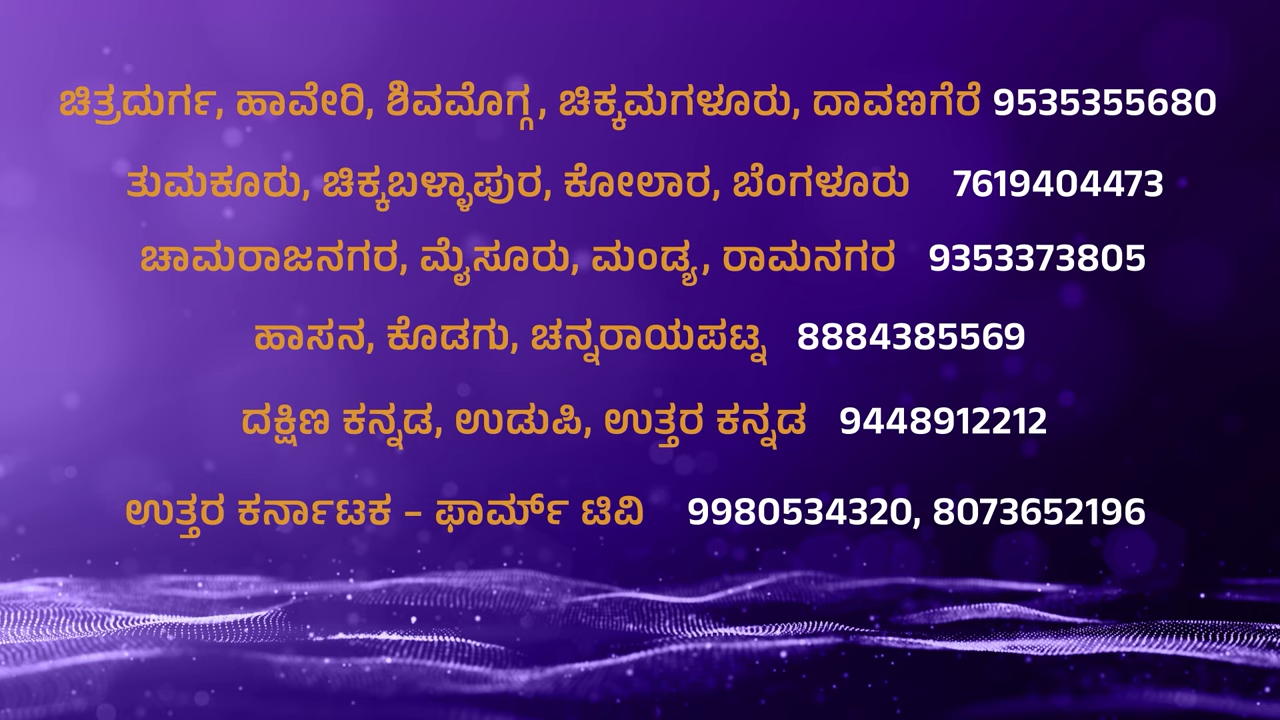 ಚಿತ್ರದುರ್ಗ, ಹಾವೇರಿ, ಶಿವಮೊಗ್ಗ, ಚಿಕ್ಕಮಗಳೂರು, ದಾವಣಗೆರೆ 9535355680
ತುಮಕೂರು, ಚಿಕ್ಕಬಳ್ಳಾಪುರ, ಕೋಲಾರ, ಬೆಂಗಳೂರು 7619404473
ಚಾಮರಾಜನಗರ, ಮೈಸೂರು, ಮಂಡ್ಯ, ರಾಮನಗರ 9353373805
ಹಾಸನ, ಕೊಡಗು, ಚನ್ನರಾಯಪಟ್ನ 8884385569
ದಕ್ಷಿಣ ಕನ್ನಡ, ಉಡುಪಿ, ಉತ್ತರ ಕನ್ನಡ 9448912212
ಉತ್ತರ ಕರ್ನಾಟಕ – ಫಾರ್ಮ್ ಟಿವಿ 9980534320, 8073652196